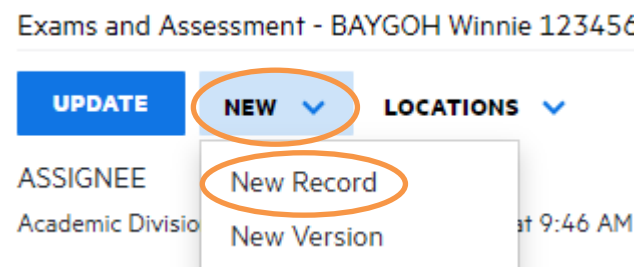 Exams and Assessment - BAYGOH Winnie 123456
UPDATE NEW LOCATIONS
ASSIGNEE
New Record
Academic Divisio at 9:46 AM
New Version